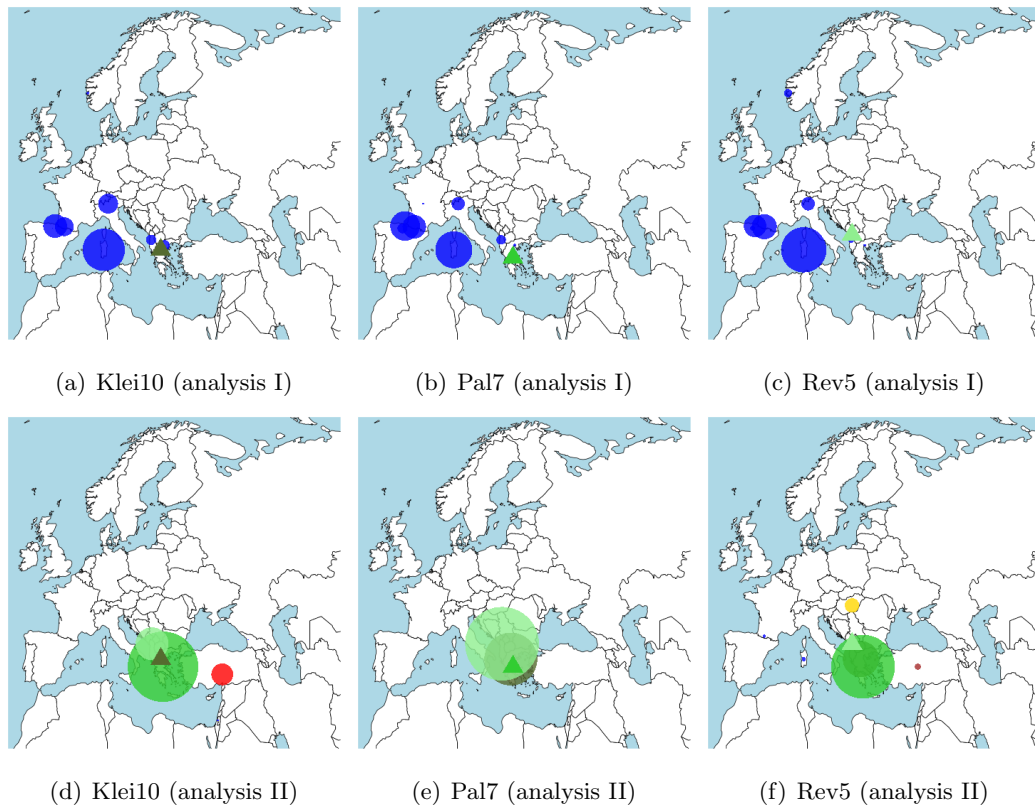 (a) Klei10 (analysis I)
(b) Pal7 (analysis I)
(c) Rev5 (analysis I)
(d) Klei10 (analysis II)
(e) Pal7 (analysis II)
(f) Rev5 (analysis II)